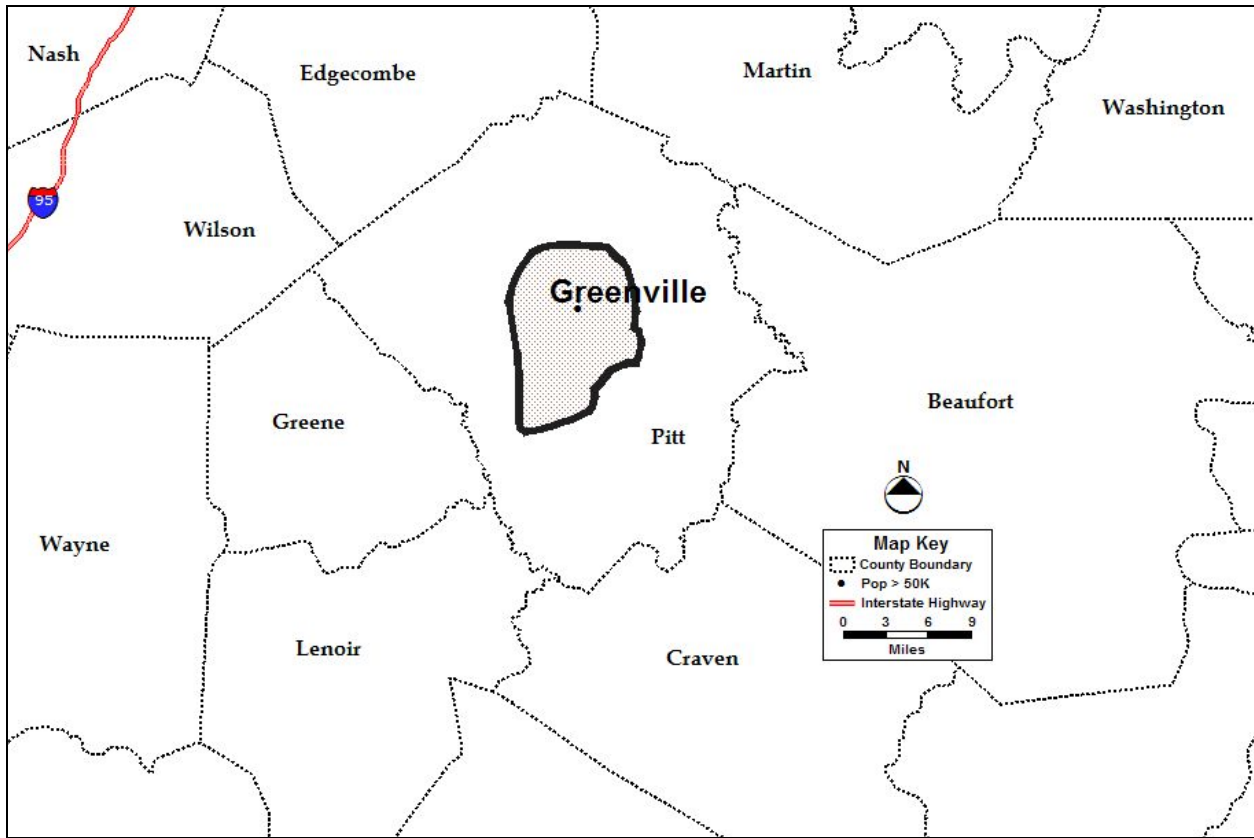 Nash
Edgecombe
Martin
Washington
95
Wilson
Greenville
Greene
Beaufort
Pitt
N
Wayne
Map Key
County Boundary
Pop > 50K
Interstate Highway
0 3 6 9
Miles
Lenoir
Craven